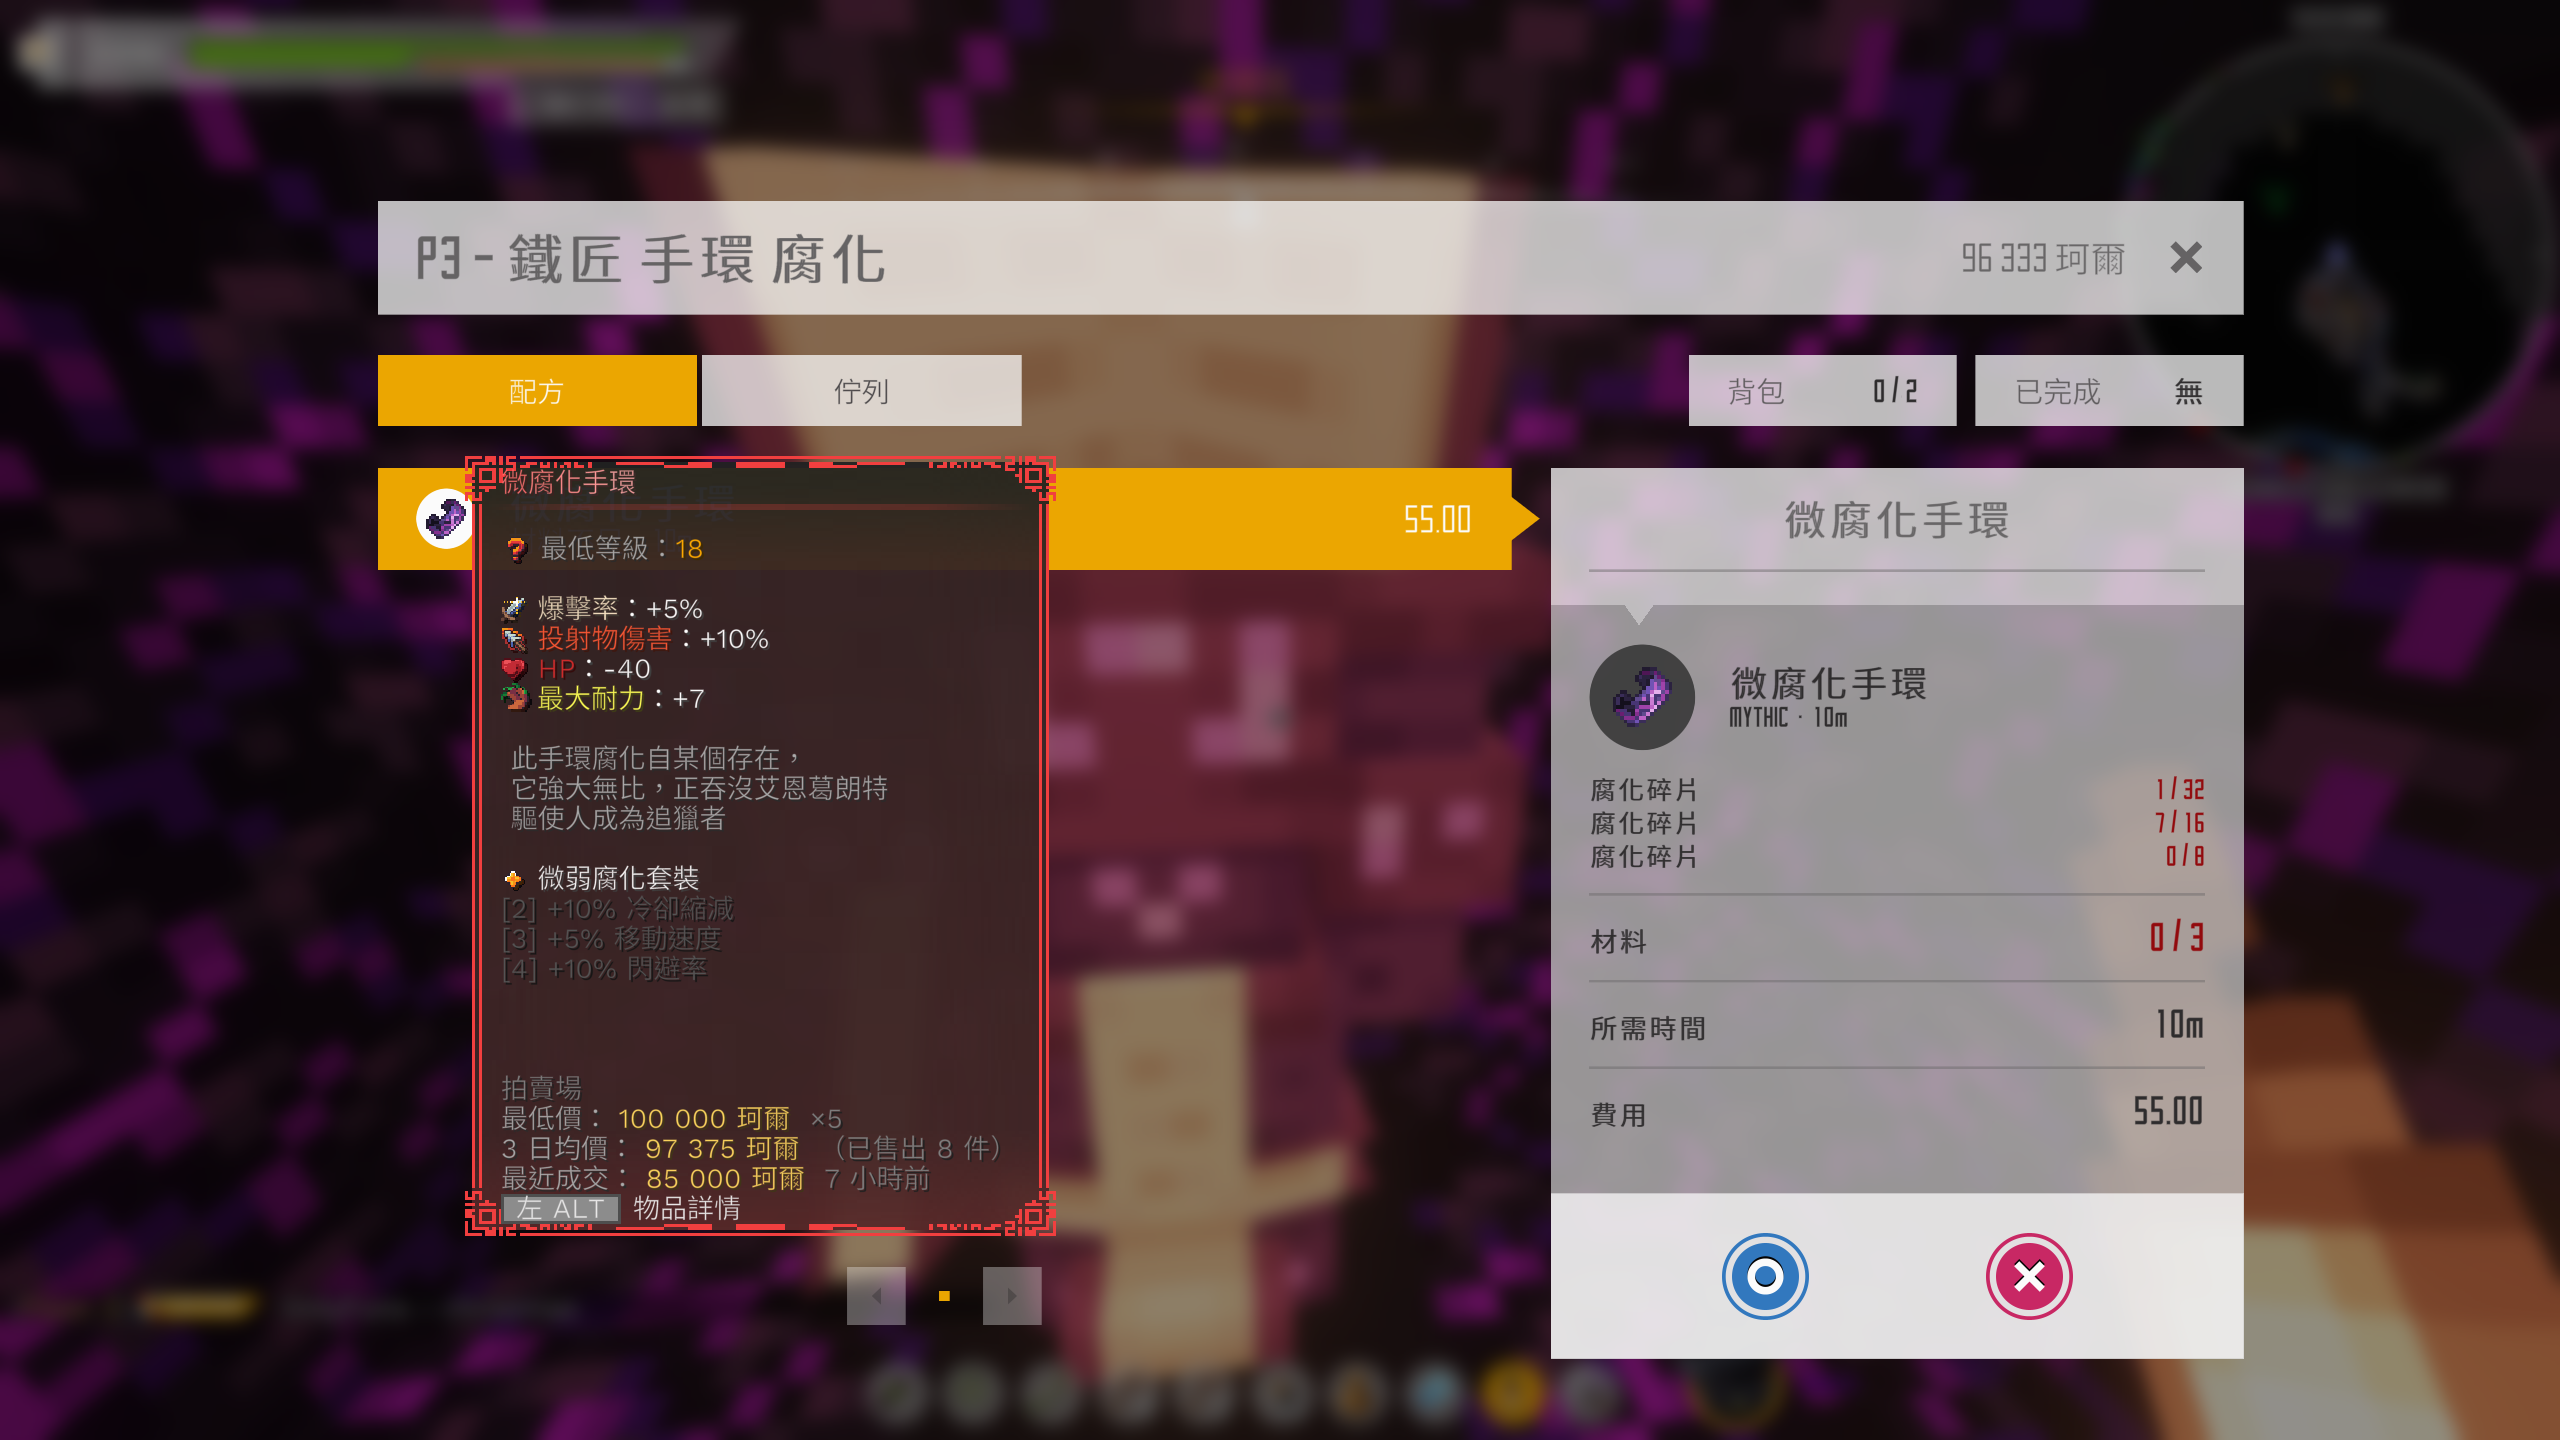 P3 - 鐵匠 手環 腐化
96 333 珂爾
配方
佇列
背包 0/2
已完成 無
微腐化手環
55.00
微腐化手環
最低等級：18
爆擊率：+5%
投射物傷害：+10%
HP：-40
最大耐力：+7
此手環腐化自某個存在，
它強大無比，正吞沒艾恩葛朗特
驅使人成為追獵者
微弱腐化套裝
[2] +10% 冷卻縮減
[3] +5% 移動速度
[4] +10% 閃避率
拍賣場
最低價： 100 000 珂爾 ×5
3 日均價： 97 375 珂爾 （已售出 8 件）
最近成交： 85 000 珂爾 7 小時前
左 ALT 物品詳情
微腐化手環
微腐化手環
MYTHIC · 10m
腐化碎片 1/32
腐化碎片 7/16
腐化碎片 0/8
材料 0/3
所需時間 10m
費用 55.00